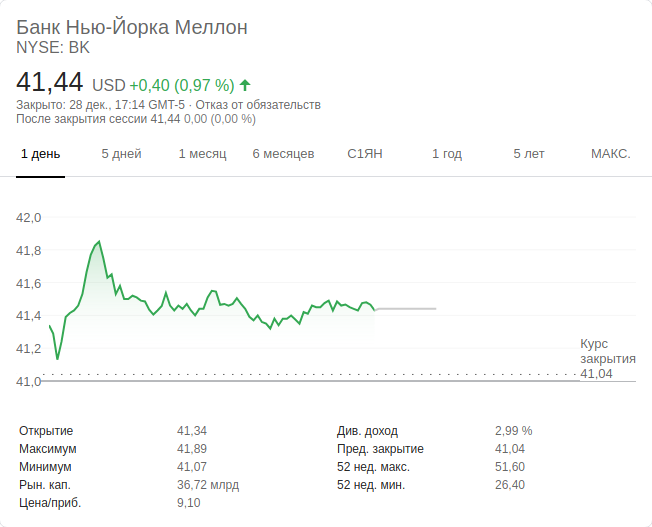 Банк Нью-Йорка Меллон
NYSE: BK
41,44 USD +0,40 (0,97 %)
Закрыто: 28 дек., 17:14 GMT-5 · Отказ от обязательств
После закрытия сессии 41,44 0,00 (0,00 %)
1 день 5 дней 1 месяц 6 месяцев С1ЯН 1 год 5 лет МАКС.
42,0
41,8
41,6
41,4
41,2
41,0
Курс
закрытия
41,04
Открытие 41,34 Див. доход 2,99 %
Максимум 41,89 Пред. закрытие 41,04
Минимум 41,07 52 нед. макс. 51,60
Рын. кап. 36,72 млрд 52 нед. мин. 26,40
Цена/приб. 9,10